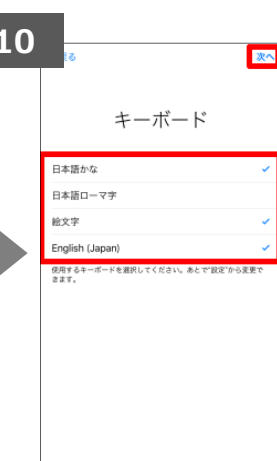 10
戻る 次へ
キーボード
日本語かな
日本語ローマ字
絵文字
English (Japan)
使用するキーボードを選択してください。あとで"設定"から変更で
きます。